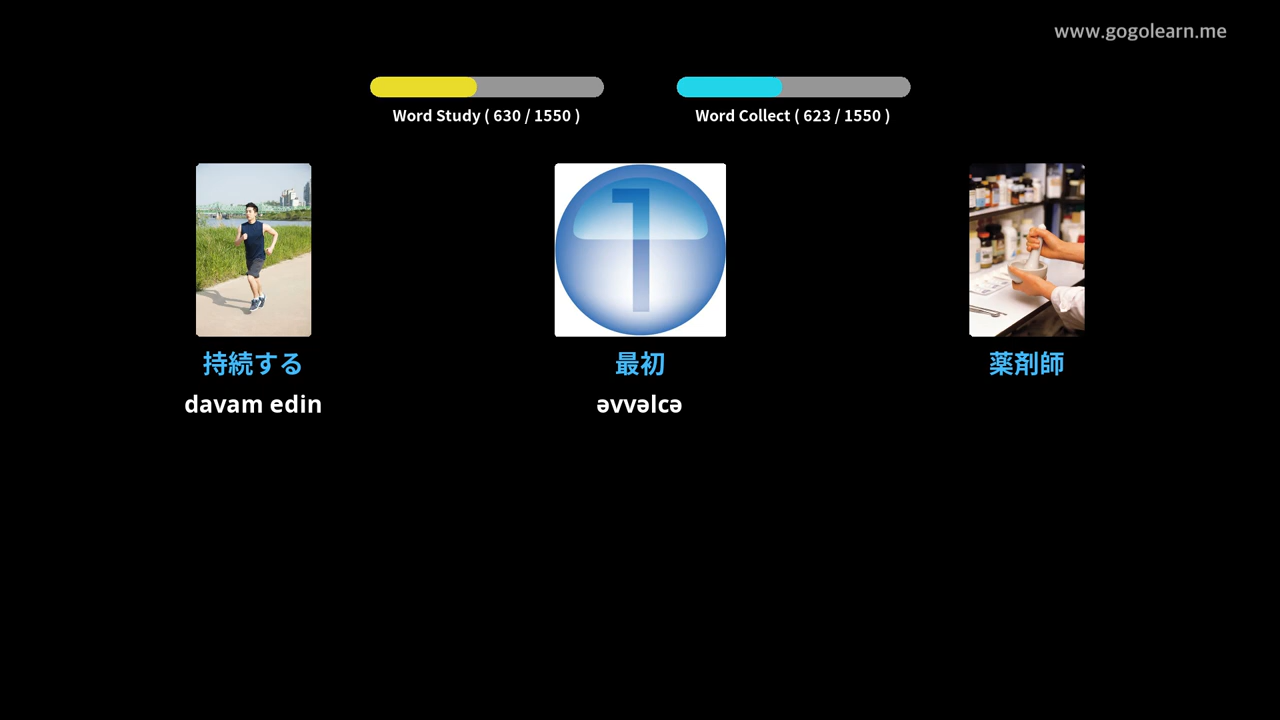 www.gogolearn.me
Word Study ( 630 / 1550 )
Word Collect ( 623 / 1550 )
1
持続する
最初
薬剤師
davam edin
əvvəlcə